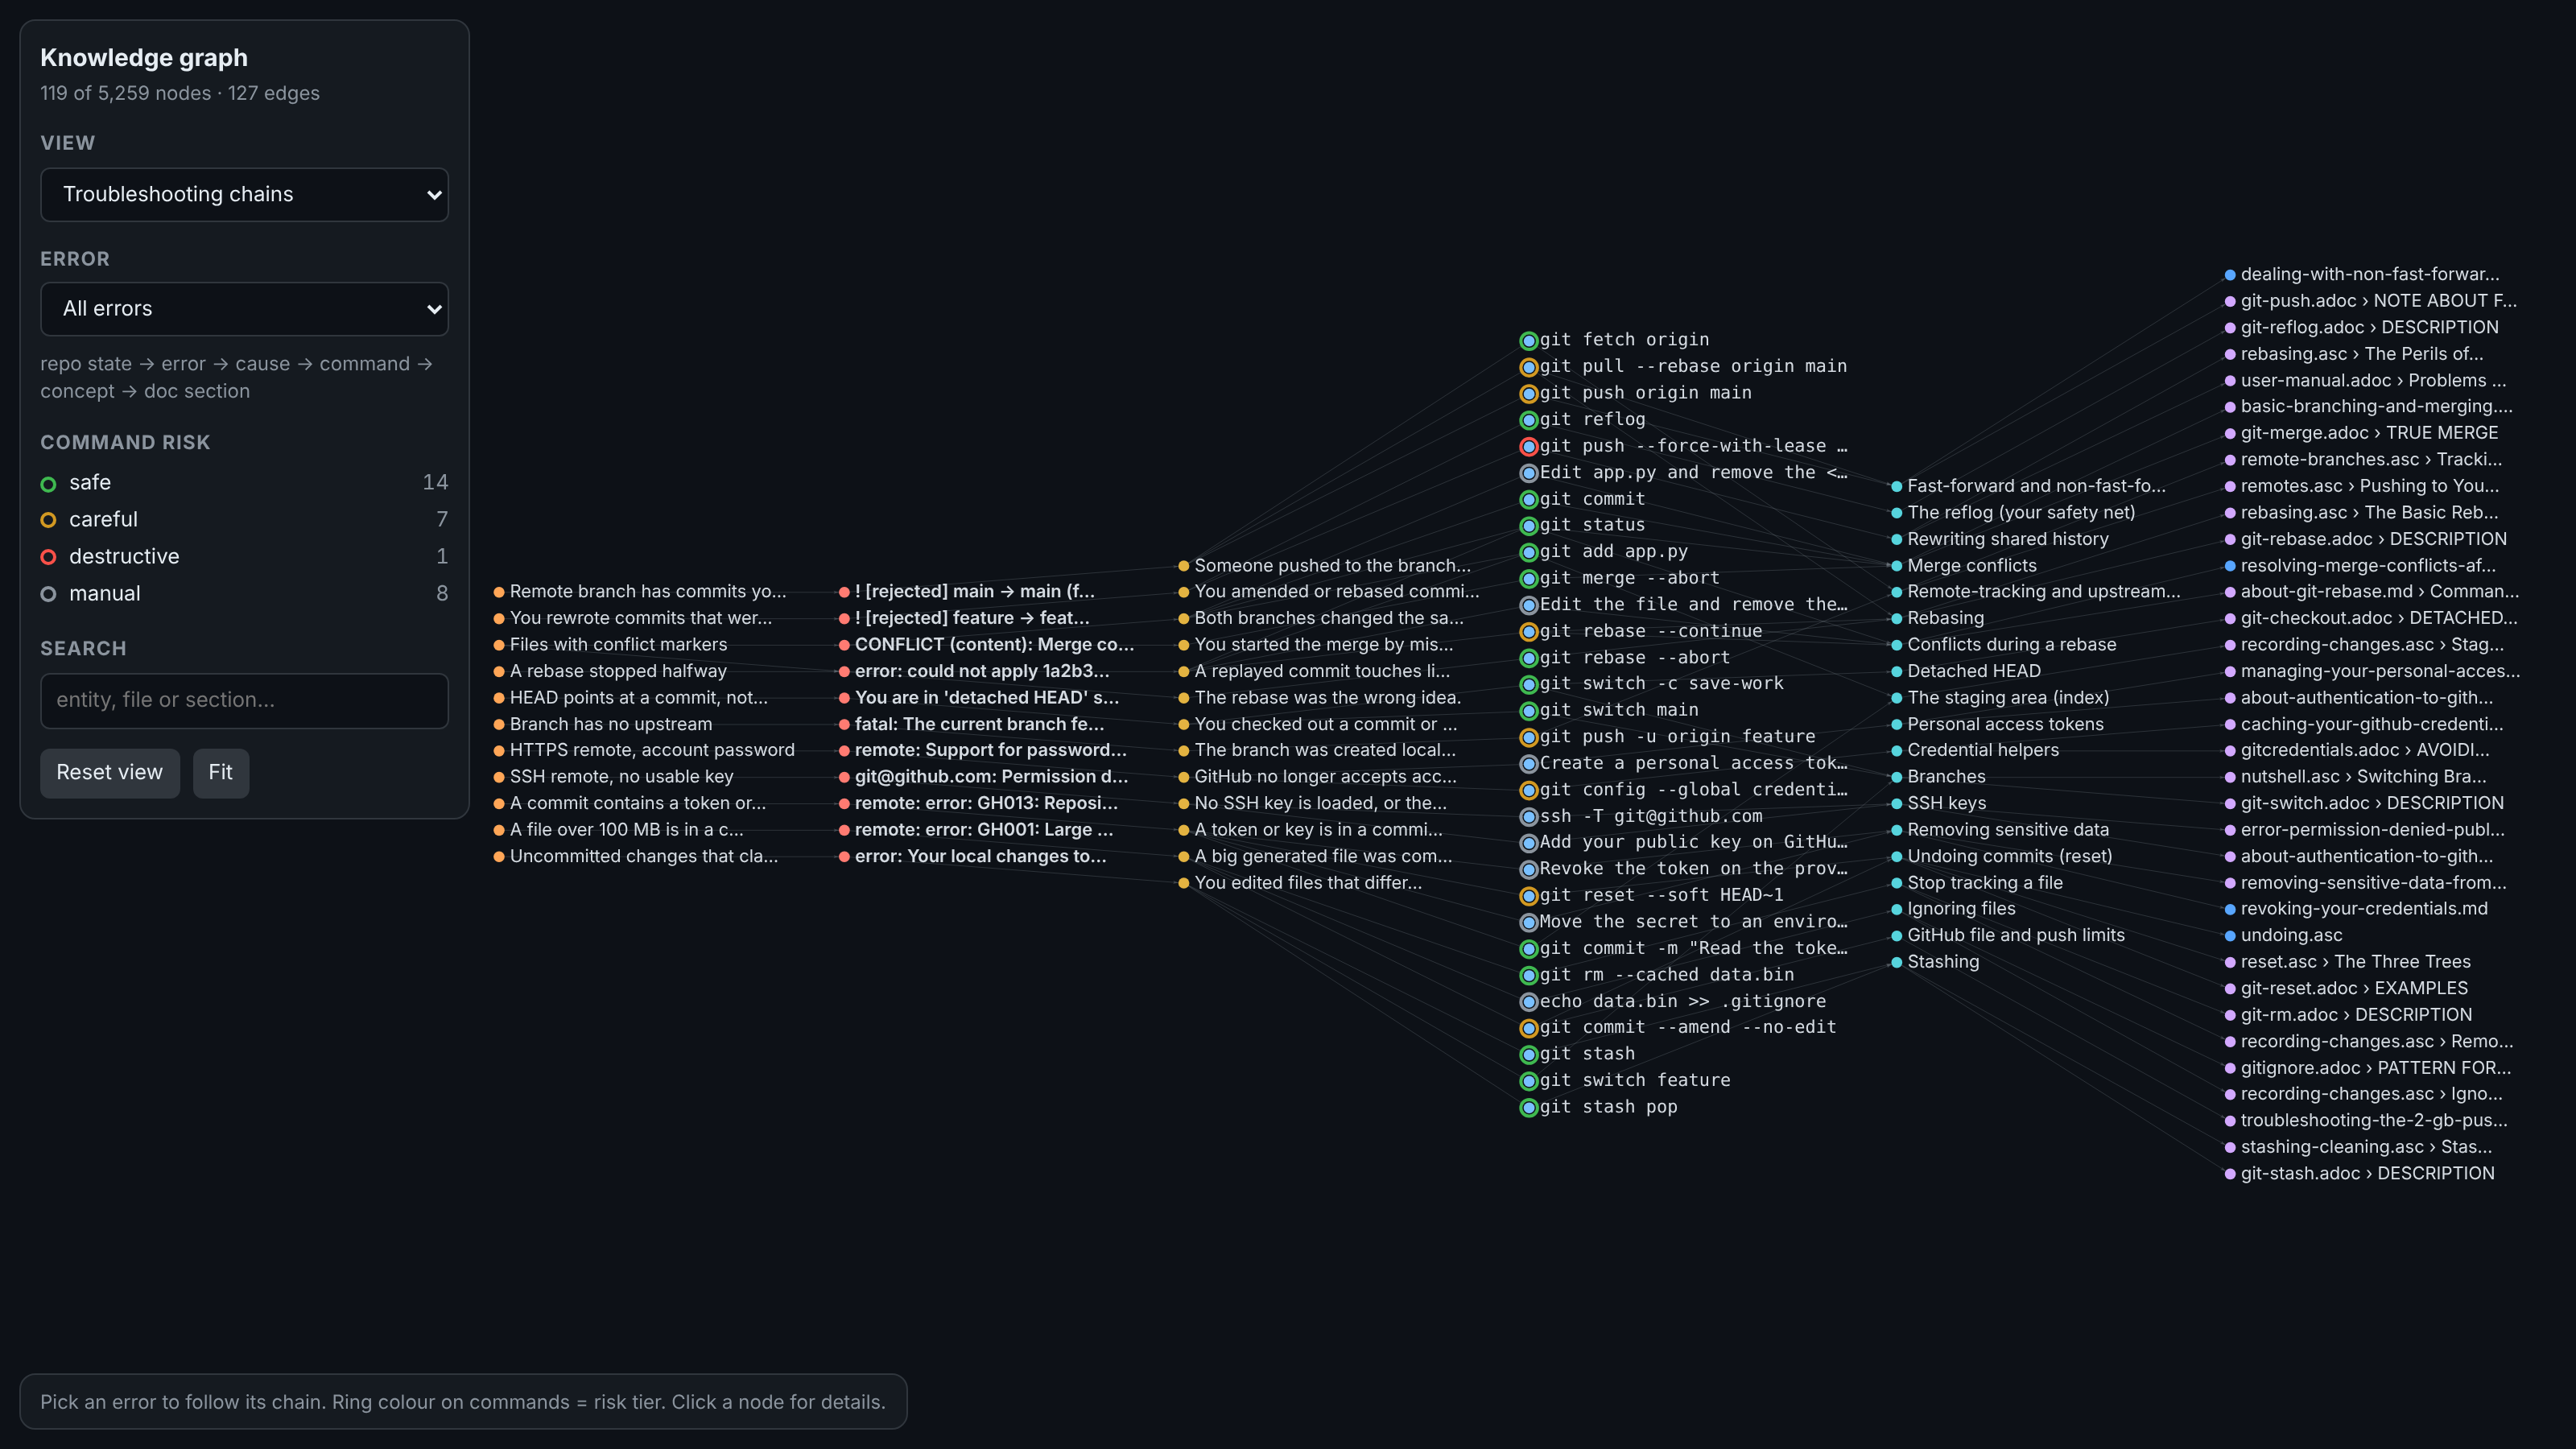 Knowledge graph
119 of 5,259 nodes · 127 edges
VIEW
Troubleshooting chains
ERROR
All errors
repo state → error → cause → command →
concept → doc section
COMMAND RISK
safe 14
careful 7
destructive 1
manual 8
SEARCH
entity, file or section...
Reset view Fit
Remote branch has commits yo...
You rewrote commits that wer...
Files with conflict markers
A rebase stopped halfway
HEAD points at a commit, not...
Branch has no upstream
HTTPS remote, account password
SSH remote, no usable key
A commit contains a token or...
A file over 100 MB is in a c...
Uncommitted changes that cla...
! [rejected] main → main (f...
! [rejected] feature → feat...
CONFLICT (content): Merge co...
error: could not apply 1a2b3...
You are in 'detached HEAD' s...
fatal: The current branch fe...
remote: Support for password...
git@github.com: Permission d...
remote: error: GH013: Reposi...
remote: error: GH001: Large ...
error: Your local changes to...
Someone pushed to the branch...
You amended or rebased commi...
Both branches changed the sa...
You started the merge by mis...
A replayed commit touches li...
The rebase was the wrong idea.
You checked out a commit or ...
The branch was created local...
GitHub no longer accepts acc...
No SSH key is loaded, or the...
A token or key is in a commi...
A big generated file was com...
You edited files that differ...
git fetch origin
git pull --rebase origin main
git push origin main
git reflog
git push --force-with-lease …
Edit app.py and remove the <…
git commit
git status
git add app.py
git merge --abort
Edit the file and remove the…
git rebase --continue
git rebase --abort
git switch -c save-work
git switch main
git push -u origin feature
Create a personal access tok…
git config --global credenti…
ssh -T git@github.com
Add your public key on GitHu…
Revoke the token on the prov…
git reset --soft HEAD~1
Move the secret to an enviro…
git commit -m "Read the toke…
git rm --cached data.bin
echo data.bin >> .gitignore
git commit --amend --no-edit
git stash
git switch feature
git stash pop
Fast-forward and non-fast-fo...
The reflog (your safety net)
Rewriting shared history
Merge conflicts
Remote-tracking and upstream...
Rebasing
Conflicts during a rebase
Detached HEAD
The staging area (index)
Personal access tokens
Credential helpers
Branches
SSH keys
Removing sensitive data
Undoing commits (reset)
Stop tracking a file
Ignoring files
GitHub file and push limits
Stashing
dealing-with-non-fast-forwar...
git-push.adoc › NOTE ABOUT F...
git-reflog.adoc › DESCRIPTION
rebasing.asc › The Perils of...
user-manual.adoc › Problems ...
basic-branching-and-merging....
git-merge.adoc › TRUE MERGE
remote-branches.asc › Tracki...
remotes.asc › Pushing to You...
rebasing.asc › The Basic Reb...
git-rebase.adoc › DESCRIPTION
resolving-merge-conflicts-af...
about-git-rebase.md › Comman...
git-checkout.adoc › DETACHED...
recording-changes.asc › Stag...
managing-your-personal-acces...
about-authentication-to-gith...
caching-your-github-credenti...
gitcredentials.adoc › AVOIDI...
nutshell.asc › Switching Bra...
git-switch.adoc › DESCRIPTION
error-permission-denied-publ...
about-authentication-to-gith...
removing-sensitive-data-from...
revoking-your-credentials.md
undoing.asc
reset.asc › The Three Trees
git-reset.adoc › EXAMPLES
git-rm.adoc › DESCRIPTION
recording-changes.asc › Remo...
gitignore.adoc › PATTERN FOR...
recording-changes.asc › Igno...
troubleshooting-the-2-gb-pus...
stashing-cleaning.asc › Stas...
git-stash.adoc › DESCRIPTION
Pick an error to follow its chain. Ring colour on commands = risk tier. Click a node for details.